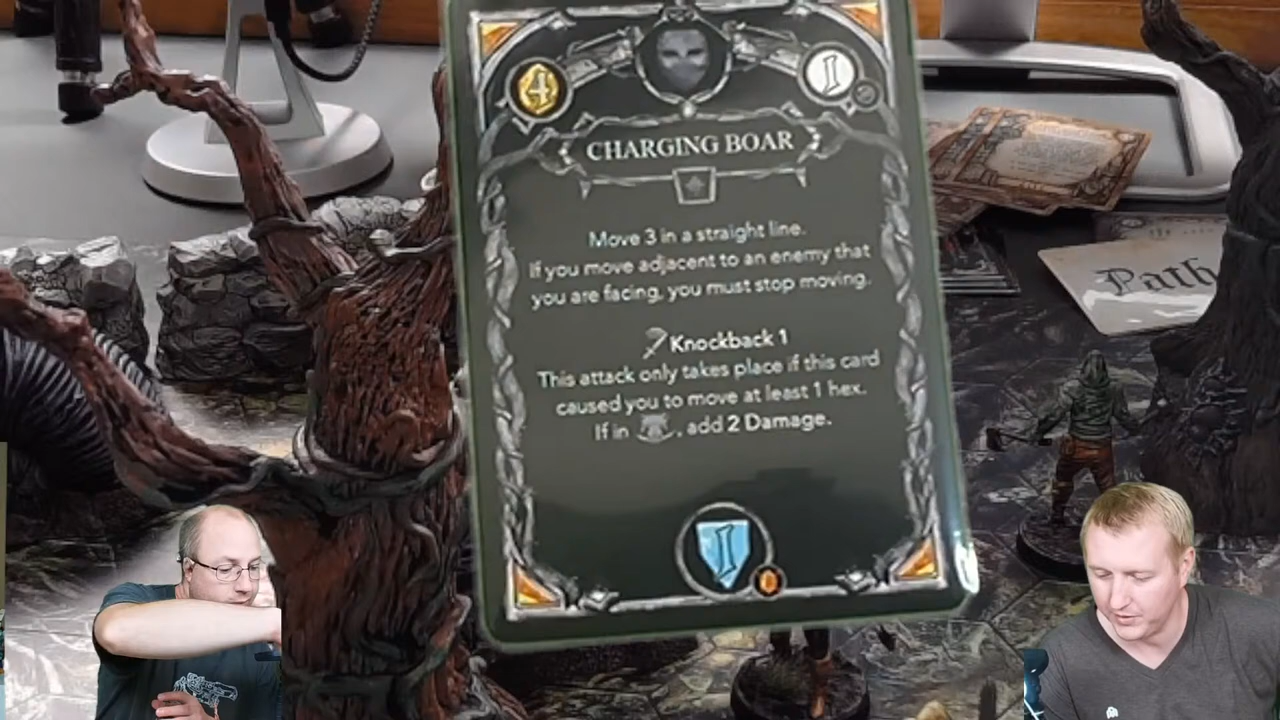 4
1
CHARGING BOAR
Move 3 in a straight line.
If you move adjacent to an enemy that
you are facing, you must stop moving.
Knockback 1
This attack only takes place if this card
caused you to move at least 1 hex.
If in , add 2 Damage.
1
Path